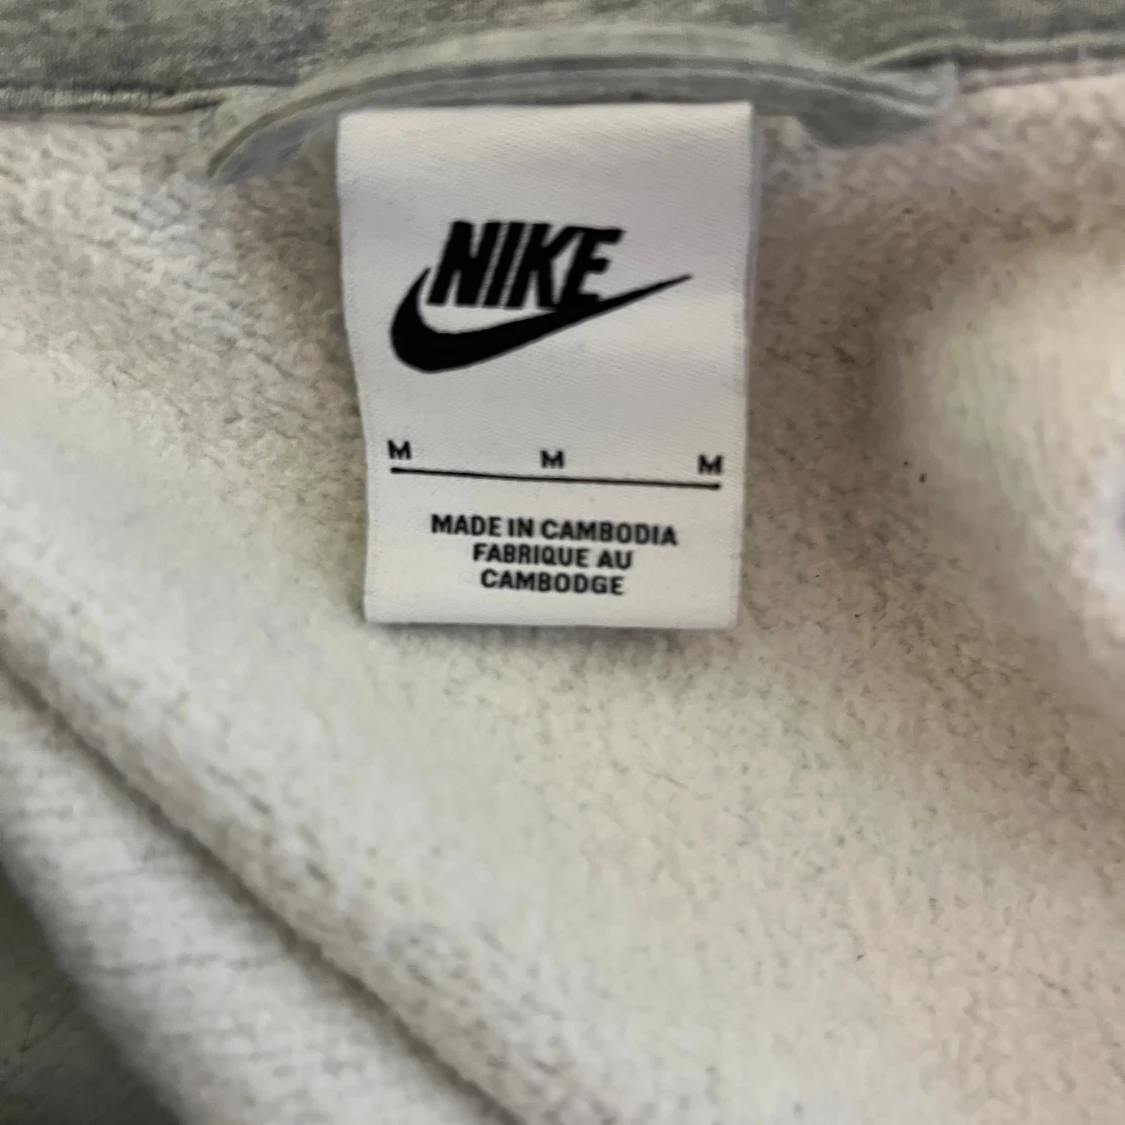 NIKE
M M M
MADE IN CAMBODIA
FABRIQUE AU
CAMBODGE